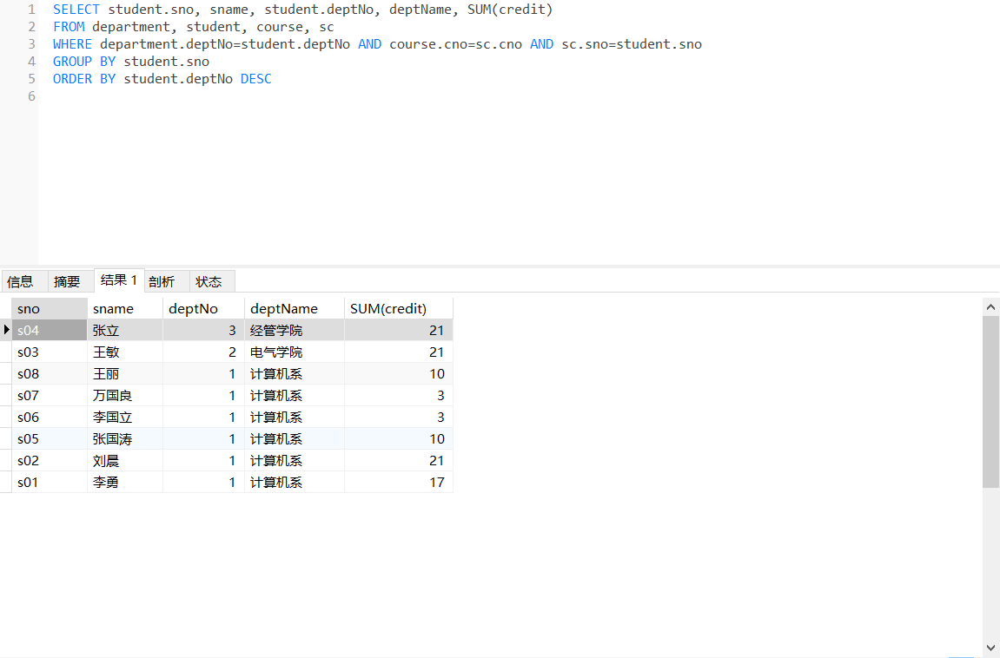 1 SELECT student.sno, sname, student.deptNo, deptName, SUM(credit)
2 FROM department, student, course, sc
3 WHERE department.deptNo=student.deptNo AND course.cno=sc.cno AND sc.sno=student.sno
4 GROUP BY student.sno
5 ORDER BY student.deptNo DESC
6
信息 摘要 结果 1 剖析 状态
sno sname deptNo deptName SUM(credit)
s04 张立 3 经管学院 21
s03 王敏 2 电气学院 21
s08 王丽 1 计算机系 10
s07 万国良 1 计算机系 3
s06 李国立 1 计算机系 3
s05 张国涛 1 计算机系 10
s02 刘晨 1 计算机系 21
s01 李勇 1 计算机系 17